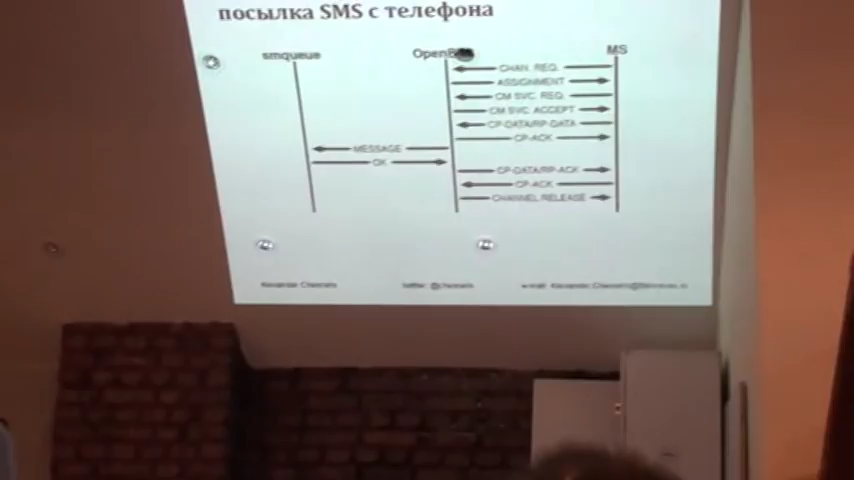 посылка SMS с телефона
smqueue OpenBTS MS
CHAN. REQ.
ASSIGNMENT
CM SVC. REQ.
CM SVC. ACCEPT
CP-DATA/RP-DATA
CP-ACK
MESSAGE
OK
CP-DATA/RP-ACK
CP-ACK
CHANNEL RELEASE